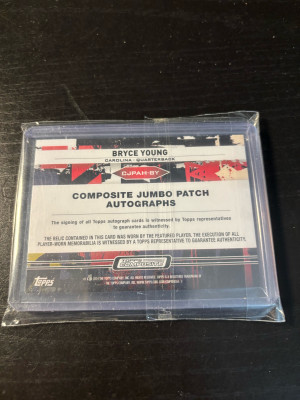 BRYCE YOUNG
CAROLINA - QUARTERBACK
CJPAH-BY
COMPOSITE JUMBO PATCH
AUTOGRAPHS
The signing of all Topps autograph cards is witnessed by Topps representatives
to guarantee authenticity.
THE RELIC CONTAINED IN THIS CARD WAS WORN BY THE FEATURED PLAYER. THE EXECUTION OF ALL
PLAYER-WORN MEMORABILIA IS WITNESSED BY A TOPPS REPRESENTATIVE TO GUARANTEE AUTHENTICITY.
TOPPS
COMPOSITE